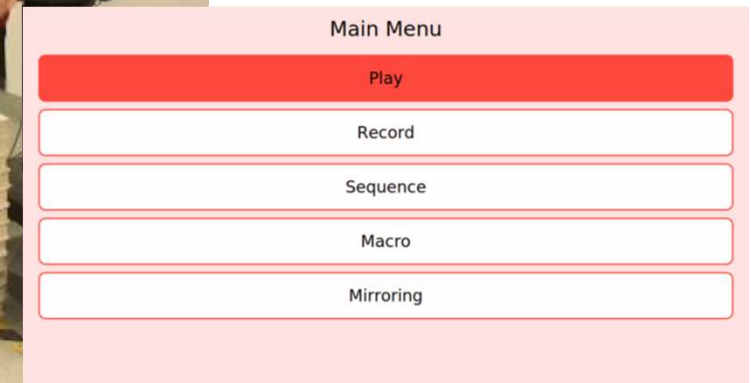 Main Menu
Play
Record
Sequence
Macro
Mirroring